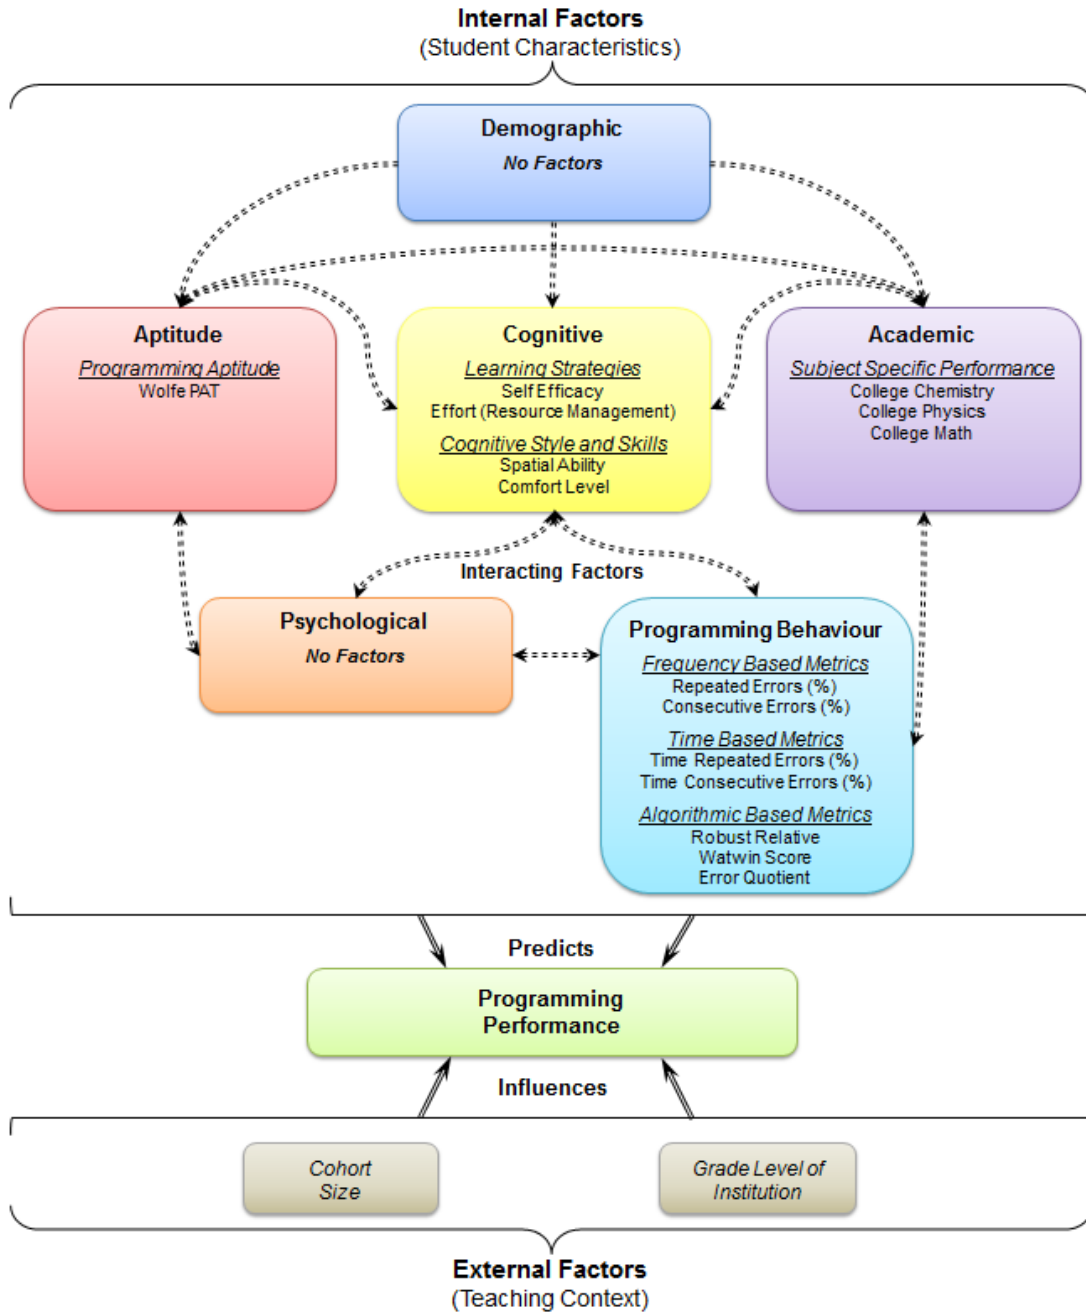 Internal Factors
(Student Characteristics)
Demographic
No Factors
Aptitude
Programming Aptitude
Wolfe PAT
Cognitive
Learning Strategies
Self Efficacy
Effort (Resource Management)
Cognitive Style and Skills
Spatial Ability
Comfort Level
Academic
Subject Specific Performance
College Chemistry
College Physics
College Math
Interacting Factors
Psychological
No Factors
Programming Behaviour
Frequency Based Metrics
Repeated Errors (%)
Consecutive Errors (%)
Time Based Metrics
Time Repeated Errors (%)
Time Consecutive Errors (%)
Algorithmic Based Metrics
Robust Relative
Watwin Score
Error Quotient
Predicts
Programming
Performance
Influences
Cohort
Size
Grade Level of
Institution
External Factors
(Teaching Context)